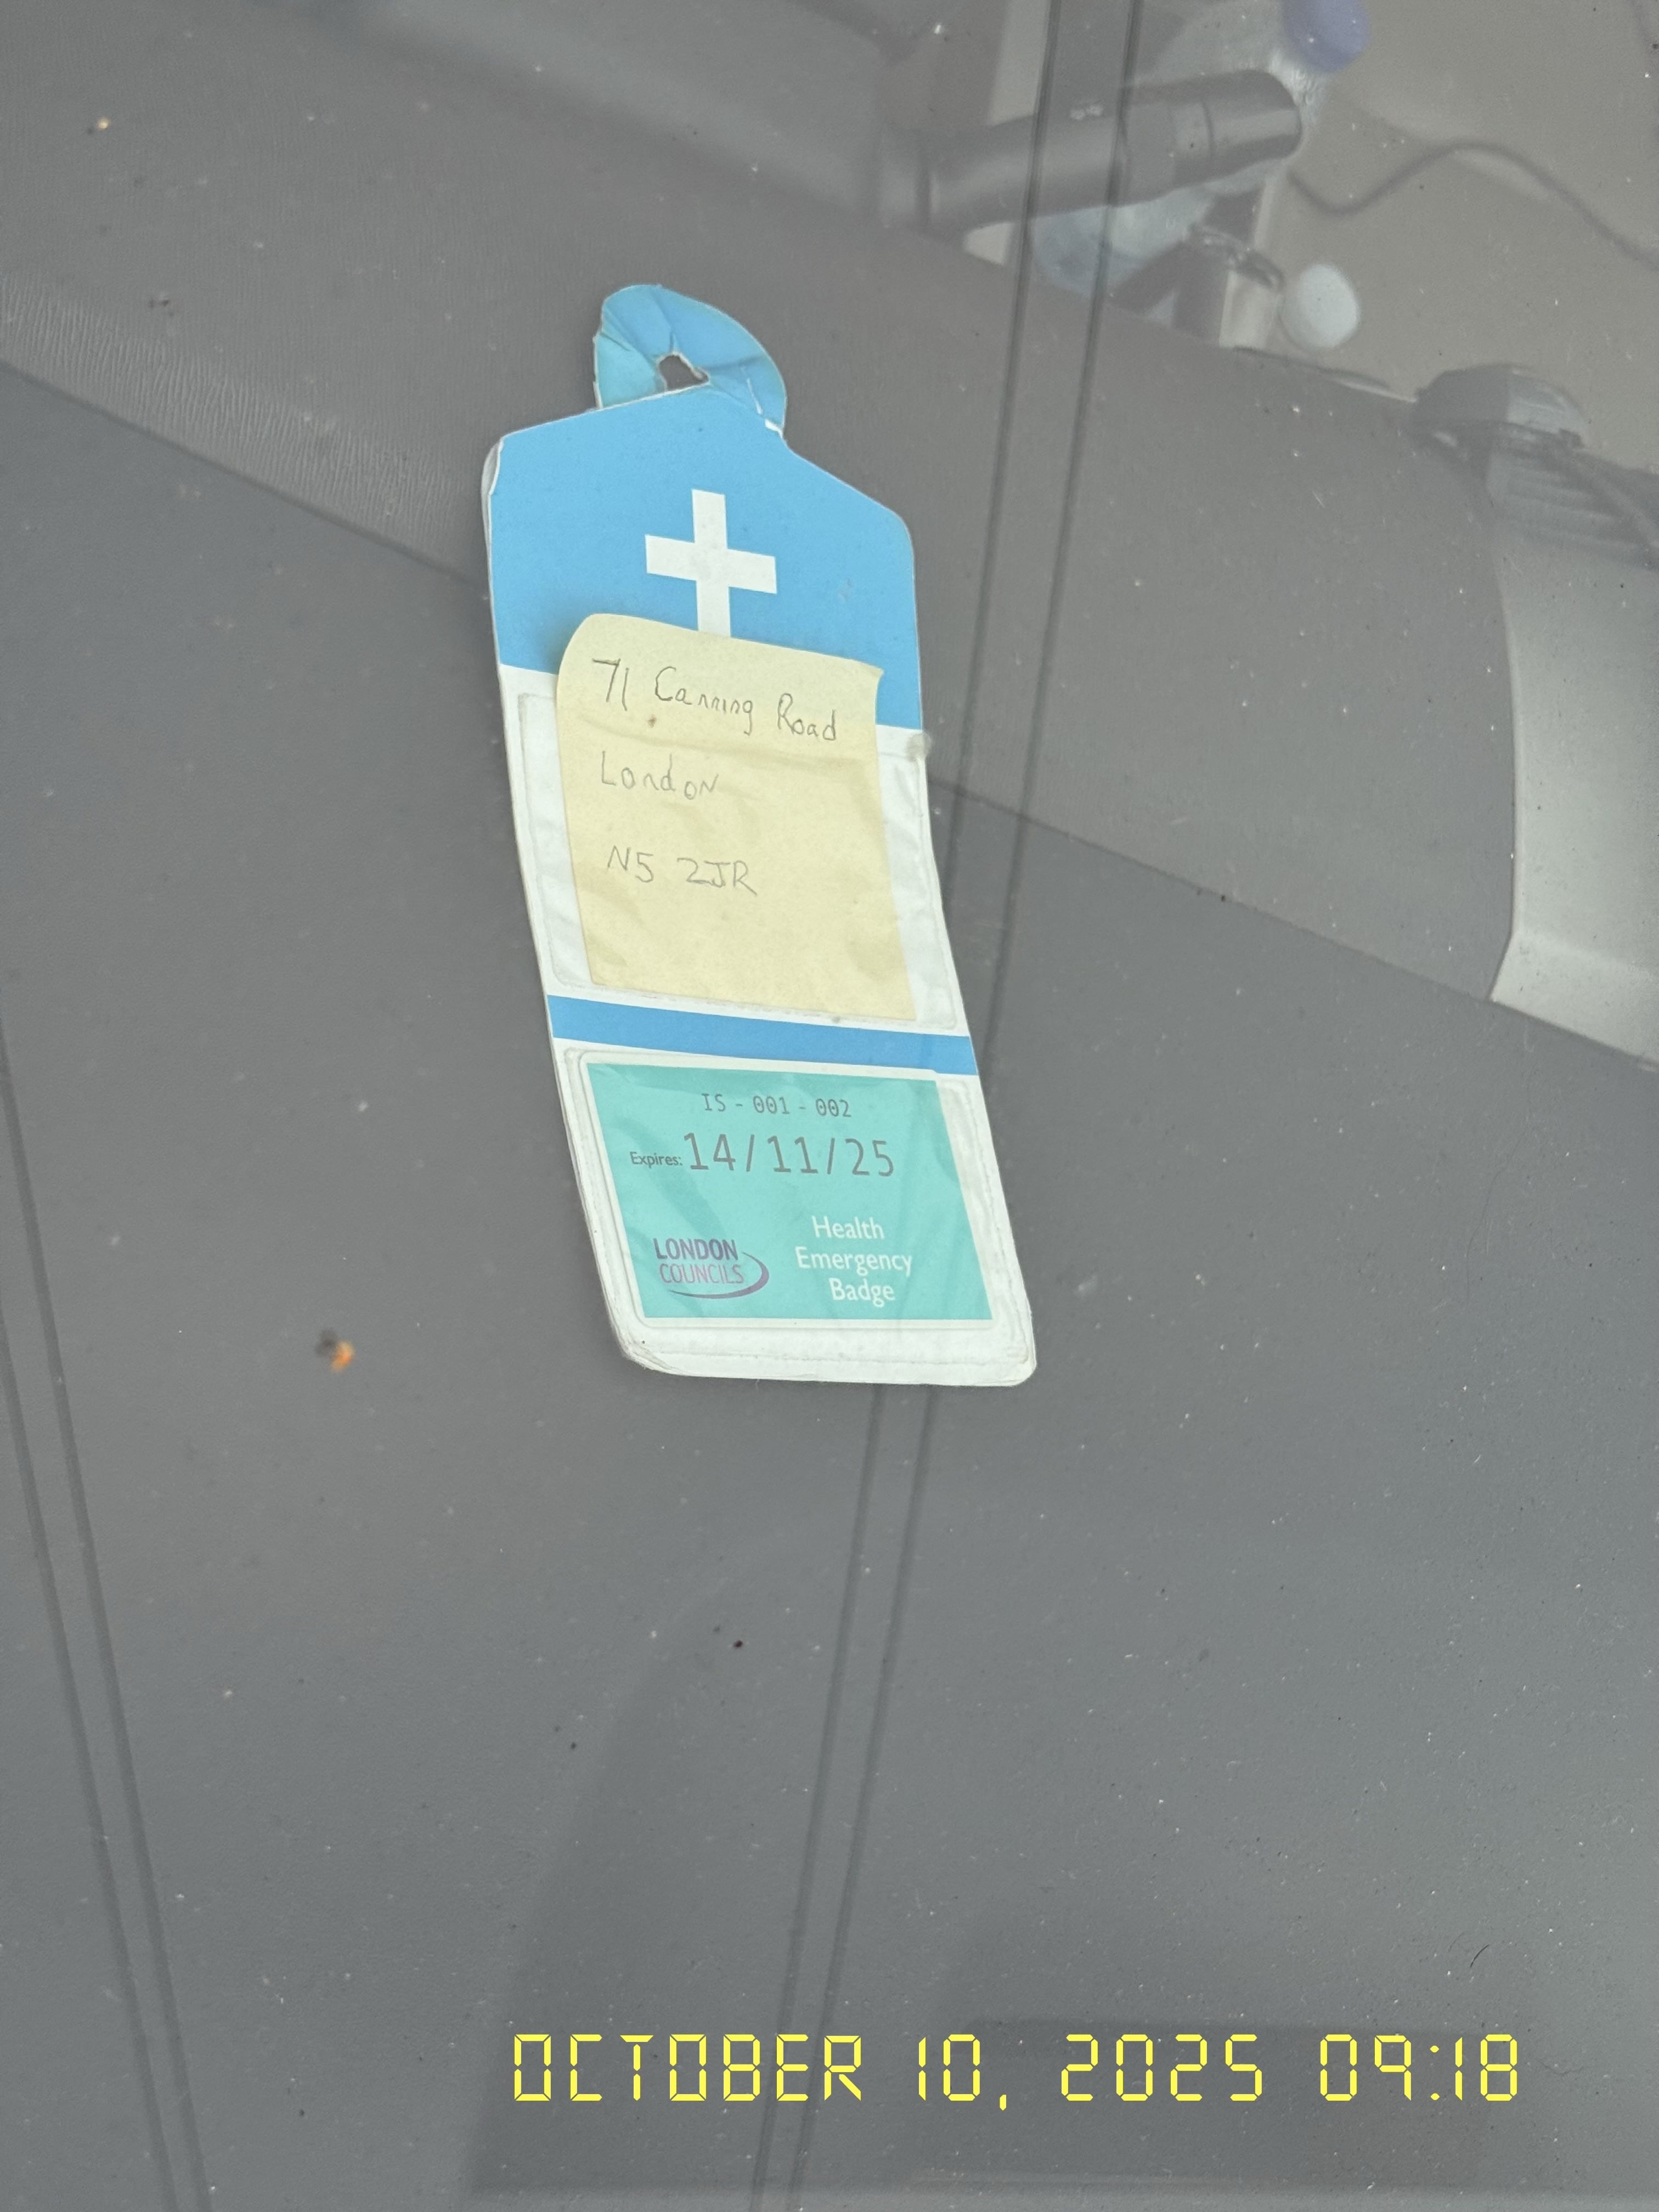 71 Canning Road
London
N5 2JR
IS - 001 - 002
Expires: 14/11/25
LONDON
COUNCILS
Health
Emergency
Badge
OCTOBER 10, 2025 09:18